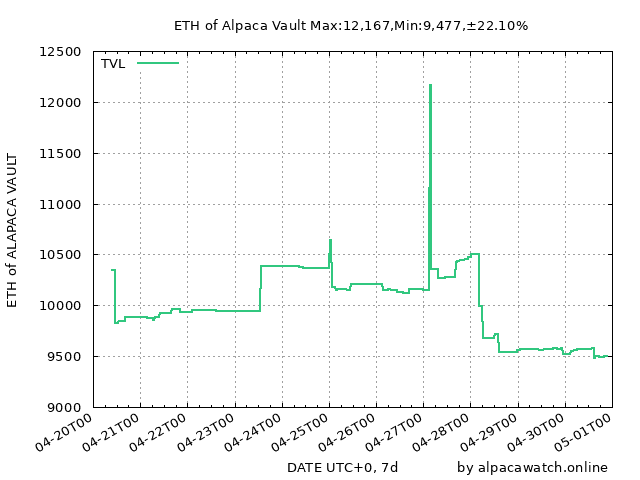 ETH of Alpaca Vault Max:12,167,Min:9,477,±22.10%
TVL
12500
12000
11500
11000
10500
10000
9500
9000
ETH of ALAPACA VAULT
04-20T00
04-21T00
04-22T00
04-23T00
04-24T00
04-25T00
04-26T00
04-27T00
04-28T00
04-29T00
04-30T00
05-01T00
DATE UTC+0, 7d
by alpacawatch.online